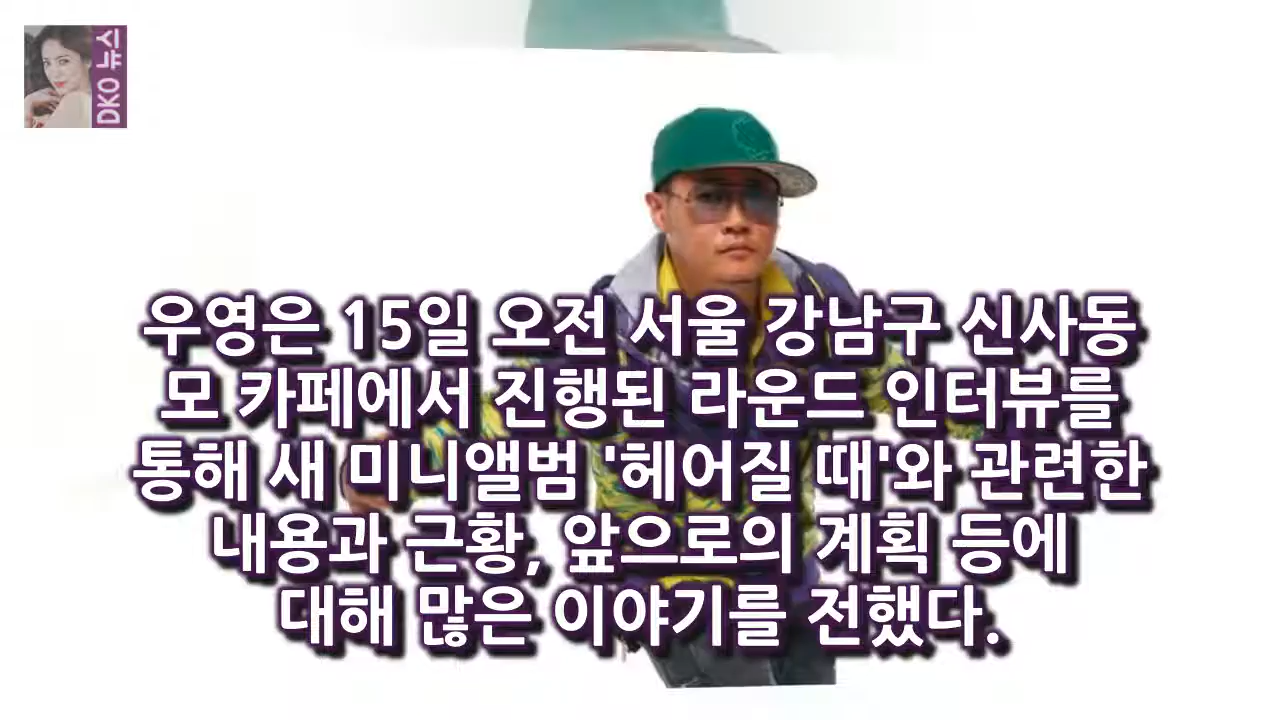 DKO 뉴스
우영은 15일 오전 서울 강남구 신사동
모 카페에서 진행된 라운드 인터뷰를
통해 새 미니앨범 '헤어질 때'와 관련한
내용과 근황, 앞으로의 계획 등에
대해 많은 이야기를 전했다.